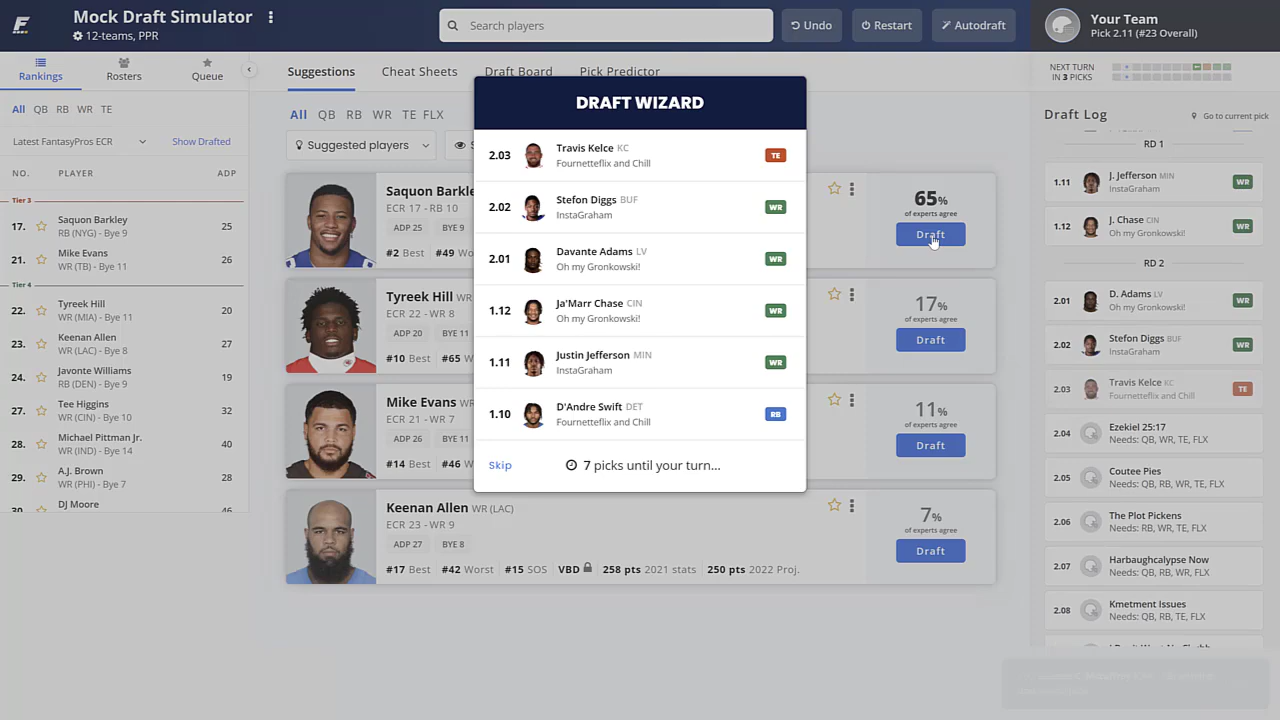 Mock Draft Simulator
12-teams, PPR
Search players
Undo
Restart
Autodraft
Your Team
Pick 2.11 (#23 Overall)
Rankings
Rosters
Queue
Suggestions
Cheat Sheets
Draft Board
Pick Predictor
NEXT TURN
IN 3 PICKS
All QB RB WR TE
Latest FantasyPros ECR
Show Drafted
NO. PLAYER ADP
Tier 3
17. Saquon Barkley 25
RB (NYG) - Bye 9
21. Mike Evans 26
WR (TB) - Bye 11
Tier 4
22. Tyreek Hill 20
WR (MIA) - Bye 11
23. Keenan Allen 27
WR (LAC) - Bye 8
24. Javonte Williams 19
RB (DEN) - Bye 9
27. Tee Higgins 32
WR (CIN) - Bye 10
28. Michael Pittman Jr. 40
WR (IND) - Bye 14
29. A.J. Brown 28
WR (PHI) - Bye 7
30. DJ Moore 46
All QB RB WR TE FLX
Suggested players
Saquon Barkle
ECR 17 - RB 10
ADP 25 BYE 9
#2 Best #49 Wo
65%
of experts agree
Draft
Tyreek Hill WR
ECR 22 - WR 8
ADP 20 BYE 11
#10 Best #65 W
17%
of experts agree
Draft
Mike Evans WR
ECR 21 - WR 7
ADP 26 BYE 11
#14 Best #46 W
11%
of experts agree
Draft
Keenan Allen WR (LAC)
ECR 23 - WR 9
ADP 27 BYE 8
#17 Best #42 Worst #15 SOS VBD 258 pts 2021 stats 250 pts 2022 Proj.
7%
of experts agree
Draft
DRAFT WIZARD
2.03 Travis Kelce KC TE
Fournetteflix and Chill
2.02 Stefon Diggs BUF WR
InstaGraham
2.01 Davante Adams LV WR
Oh my Gronkowski!
1.12 Ja'Marr Chase CIN WR
Oh my Gronkowski!
1.11 Justin Jefferson MIN WR
InstaGraham
1.10 D'Andre Swift DET RB
Fournetteflix and Chill
Skip
7 picks until your turn...
Draft Log
Go to current pick
RD 1
1.11 J. Jefferson MIN WR
InstaGraham
1.12 J. Chase CIN WR
Oh my Gronkowski!
RD 2
2.01 D. Adams LV WR
Oh my Gronkowski!
2.02 Stefon Diggs BUF WR
InstaGraham
2.03 Travis Kelce KC TE
Fournetteflix and Chill
2.04 Ezekiel 25:17
Needs: QB, WR, TE, FLX
2.05 Coutee Pies
Needs: QB, RB, WR, TE, FLX
2.06 The Plot Pickens
Needs: RB, WR, TE, FLX
2.07 Harbaughcalypse Now
Needs: QB, RB, WR, FLX
2.08 Kmetment Issues
Needs: QB, RB, TE, FLX